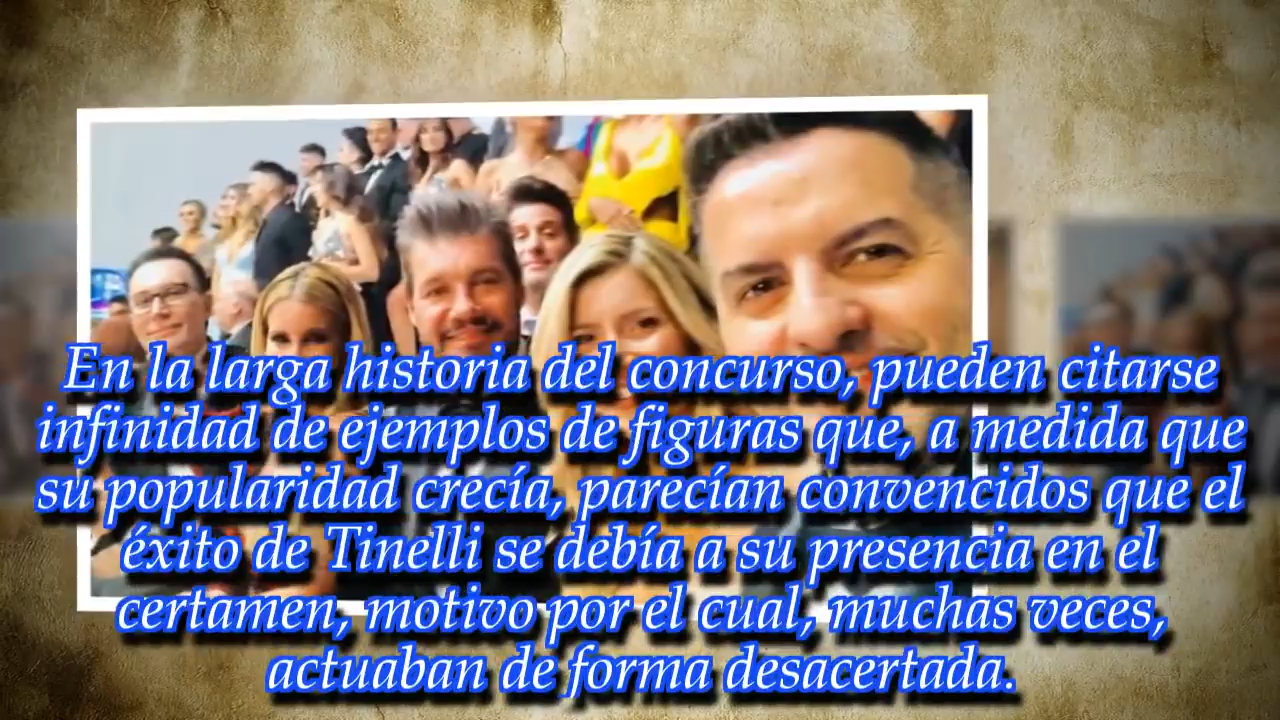 En la larga historia del concurso, pueden citarse
infinidad de ejemplos de figuras que, a medida que
su popularidad crecía, parecían convencidos que el
éxito de Tinelli se debía a su presencia en el
certamen, motivo por el cual, muchas veces,
actuaban de forma desacertada.